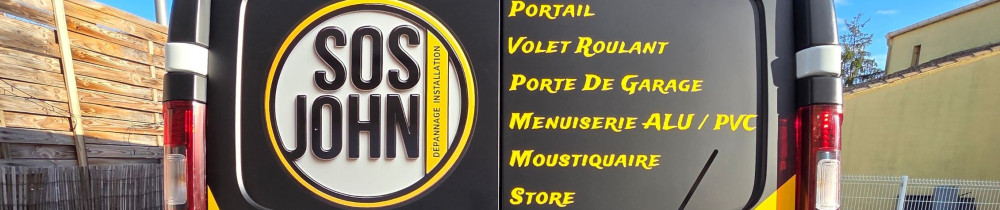 SOS
JOHN
DÉPANNAGE INSTALLATION
PORTAIL
VOLET ROULANT
PORTE DE GARAGE
MENUISERIE ALU / PVC
MOUSTIQUAIRE
STORE